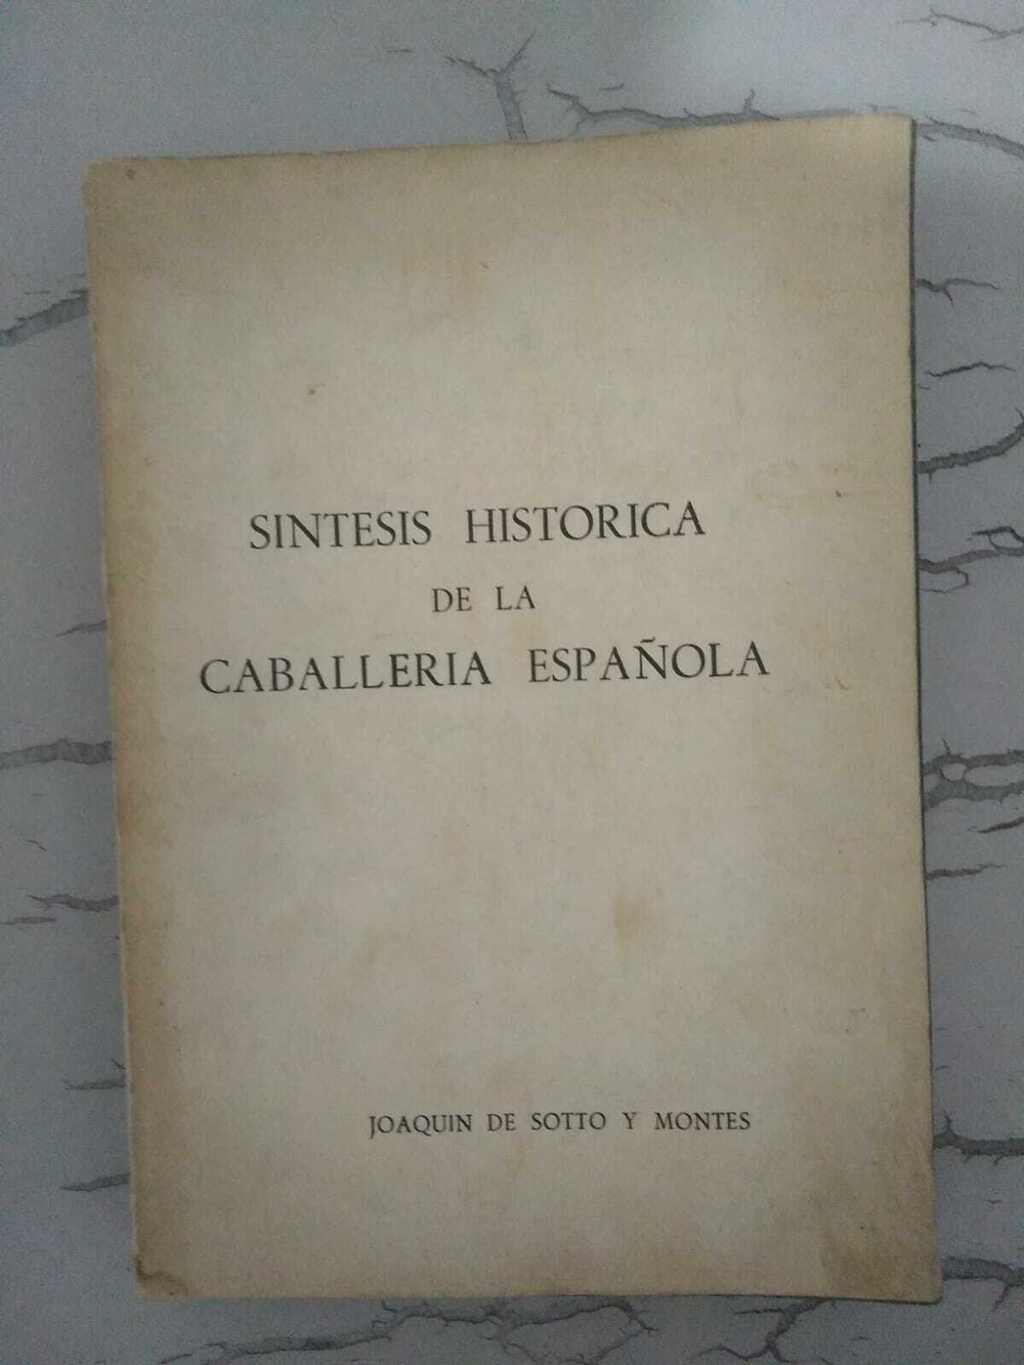 SINTESIS HISTORICA
DE LA
CABALLERIA ESPAÑOLA
JOAQUIN DE SOTTO Y MONTES